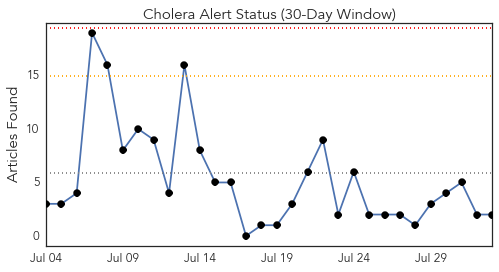 Cholera Alert Status (30-Day Window)
Articles Found
15
10
5
0
Jul 04 Jul 09 Jul 14 Jul 19 Jul 24 Jul 29